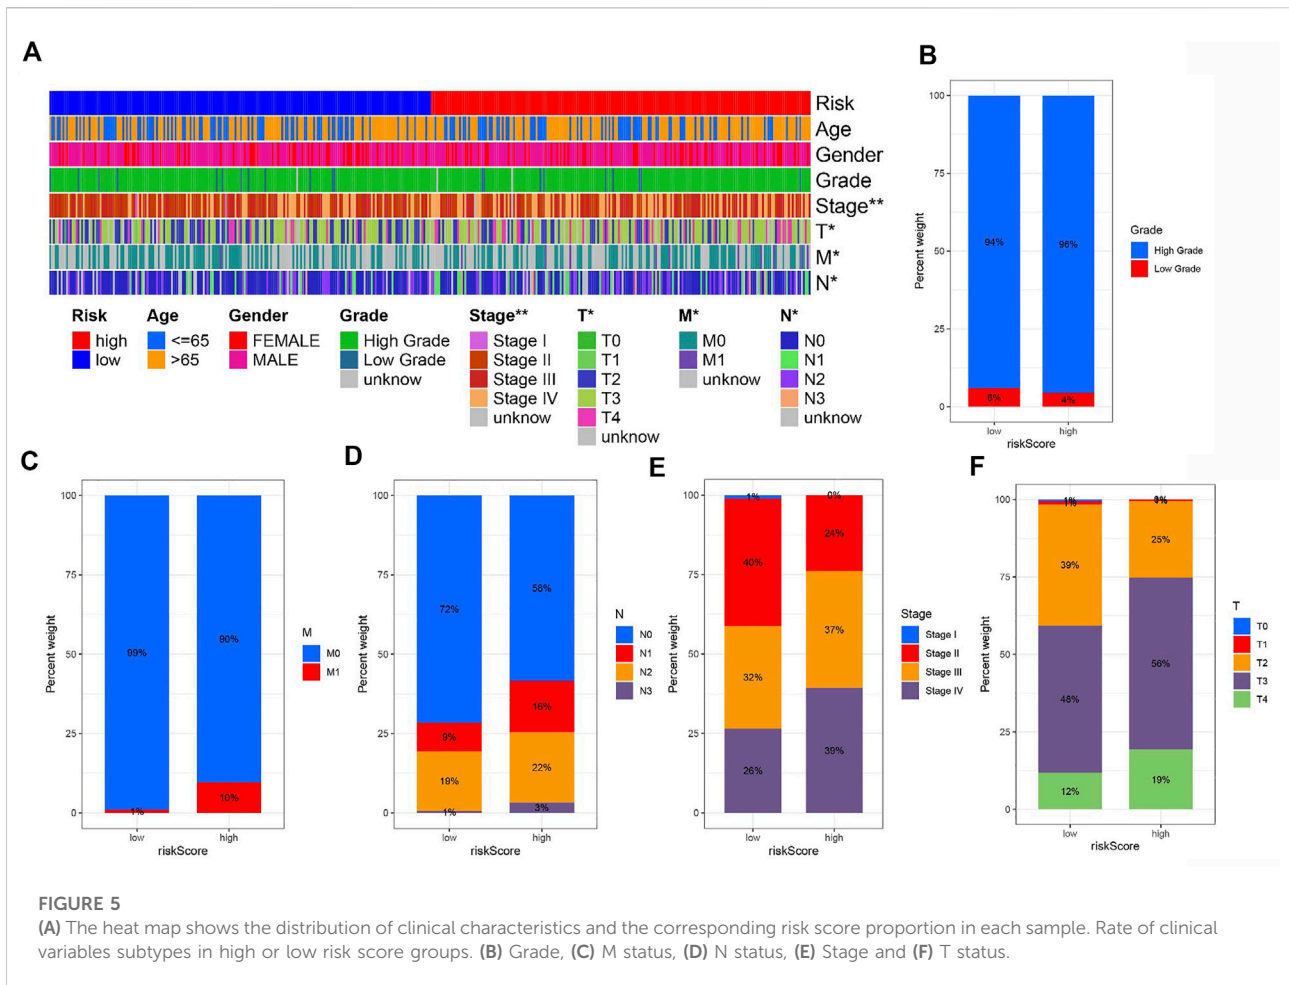 A
Risk
Age
Gender
Grade
Stage**
T*
M*
N*
Risk
high
low
Age
<=65
>65
Gender
FEMALE
MALE
Grade
High Grade
Low Grade
unknow
Stage**
Stage I
Stage II
Stage III
Stage IV
unknow
T*
T0
T1
T2
T3
T4
unknow
M*
M0
M1
unknow
N*
N0
N1
N2
N3
unknow
B
Percent weight
100
75
50
25
0
94%
6%
96%
4%
low
high
riskScore
Grade
High Grade
Low Grade
C
Percent weight
100
75
50
25
0
99%
1%
90%
10%
low
high
riskScore
M
M0
M1
D
Percent weight
100
75
50
25
0
72%
9%
19%
1%
58%
16%
22%
3%
low
high
riskScore
N
N0
N1
N2
N3
E
Percent weight
100
75
50
25
0
1%
40%
32%
26%
0%
24%
37%
39%
low
high
riskScore
Stage
Stage I
Stage II
Stage III
Stage IV
F
Percent weight
100
75
50
25
0
1%
1%
39%
48%
12%
25%
56%
19%
low
high
riskScore
T
T0
T1
T2
T3
T4
FIGURE 5
(A) The heat map shows the distribution of clinical characteristics and the corresponding risk score proportion in each sample. Rate of clinical
variables subtypes in high or low risk score groups. (B) Grade, (C) M status, (D) N status, (E) Stage and (F) T status.